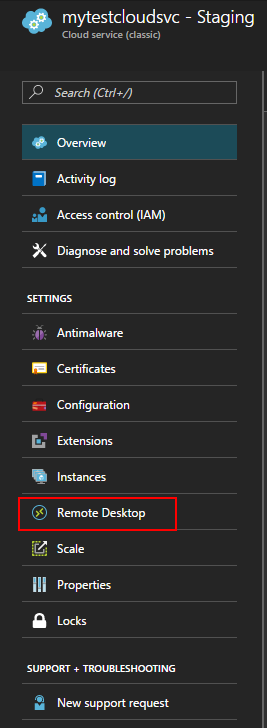 mytestcloudsvc - Staging
Cloud service (classic)
Search (Ctrl+/)
Overview
Activity log
Access control (IAM)
Diagnose and solve problems
SETTINGS
Antimalware
Certificates
Configuration
Extensions
Instances
Remote Desktop
Scale
Properties
Locks
SUPPORT + TROUBLESHOOTING
New support request